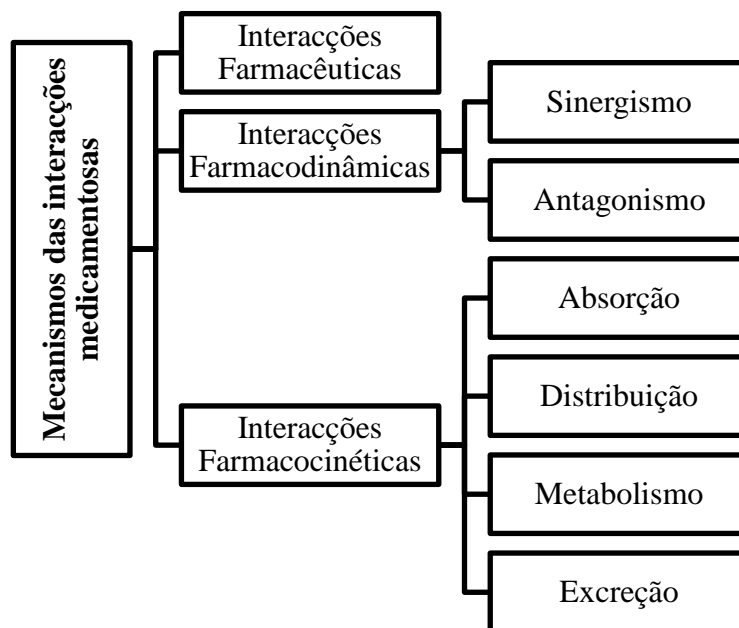 Mecanismos das interacções
medicamentosas
Interacções
Farmacêuticas
Interacções
Farmacodinâmicas
Sinergismo
Antagonismo
Interacções
Farmacocinéticas
Absorção
Distribuição
Metabolismo
Excreção